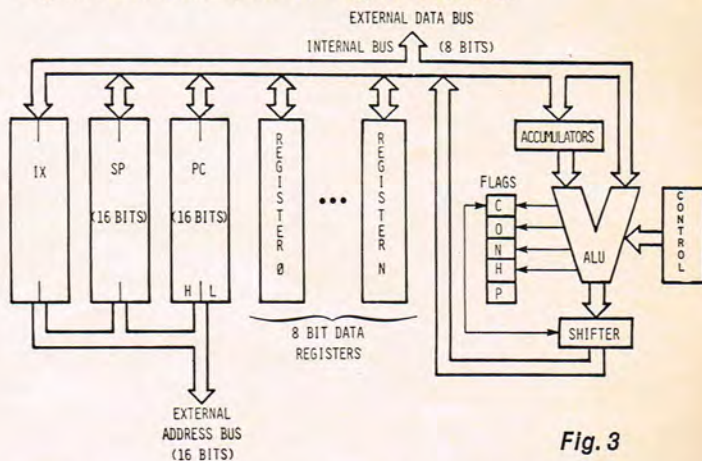 EXTERNAL DATA BUS
INTERNAL BUS (8 BITS)
IX
SP
(16 BITS)
PC
(16 BITS)
H L
REGISTER Ø
•••
REGISTER N
8 BIT DATA
REGISTERS
EXTERNAL
ADDRESS BUS
(16 BITS)
ACCUMULATORS
FLAGS
C
O
N
H
P
ALU
CONTROL
SHIFTER
Fig. 3